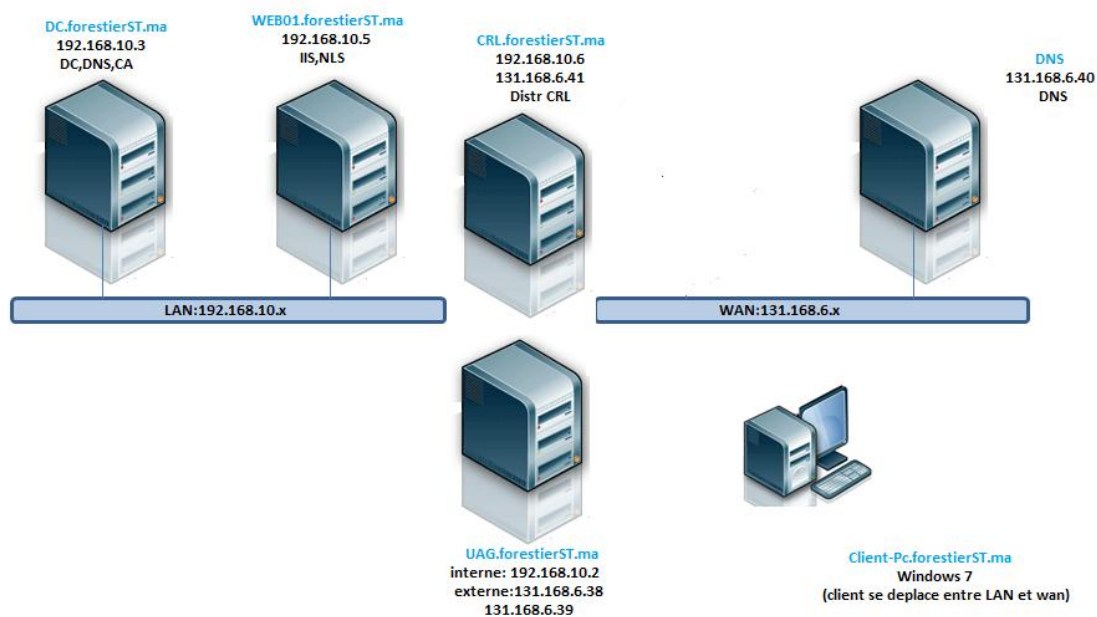 DC.forestierST.ma
192.168.10.3
DC,DNS,CA
WEB01.forestierST.ma
192.168.10.5
IIS,NLS
CRL.forestierST.ma
192.168.10.6
131.168.6.41
Distr CRL
DNS
131.168.6.40
DNS
LAN:192.168.10.x
WAN:131.168.6.x
UAG.forestierST.ma
interne: 192.168.10.2
externe:131.168.6.38
131.168.6.39
Client-Pc.forestierST.ma
Windows 7
(client se deplace entre LAN et wan)